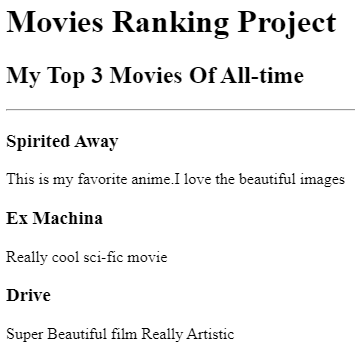 Movies Ranking Project
My Top 3 Movies Of All-time
Spirited Away
This is my favorite anime.I love the beautiful images
Ex Machina
Really cool sci-fic movie
Drive
Super Beautiful film Really Artistic